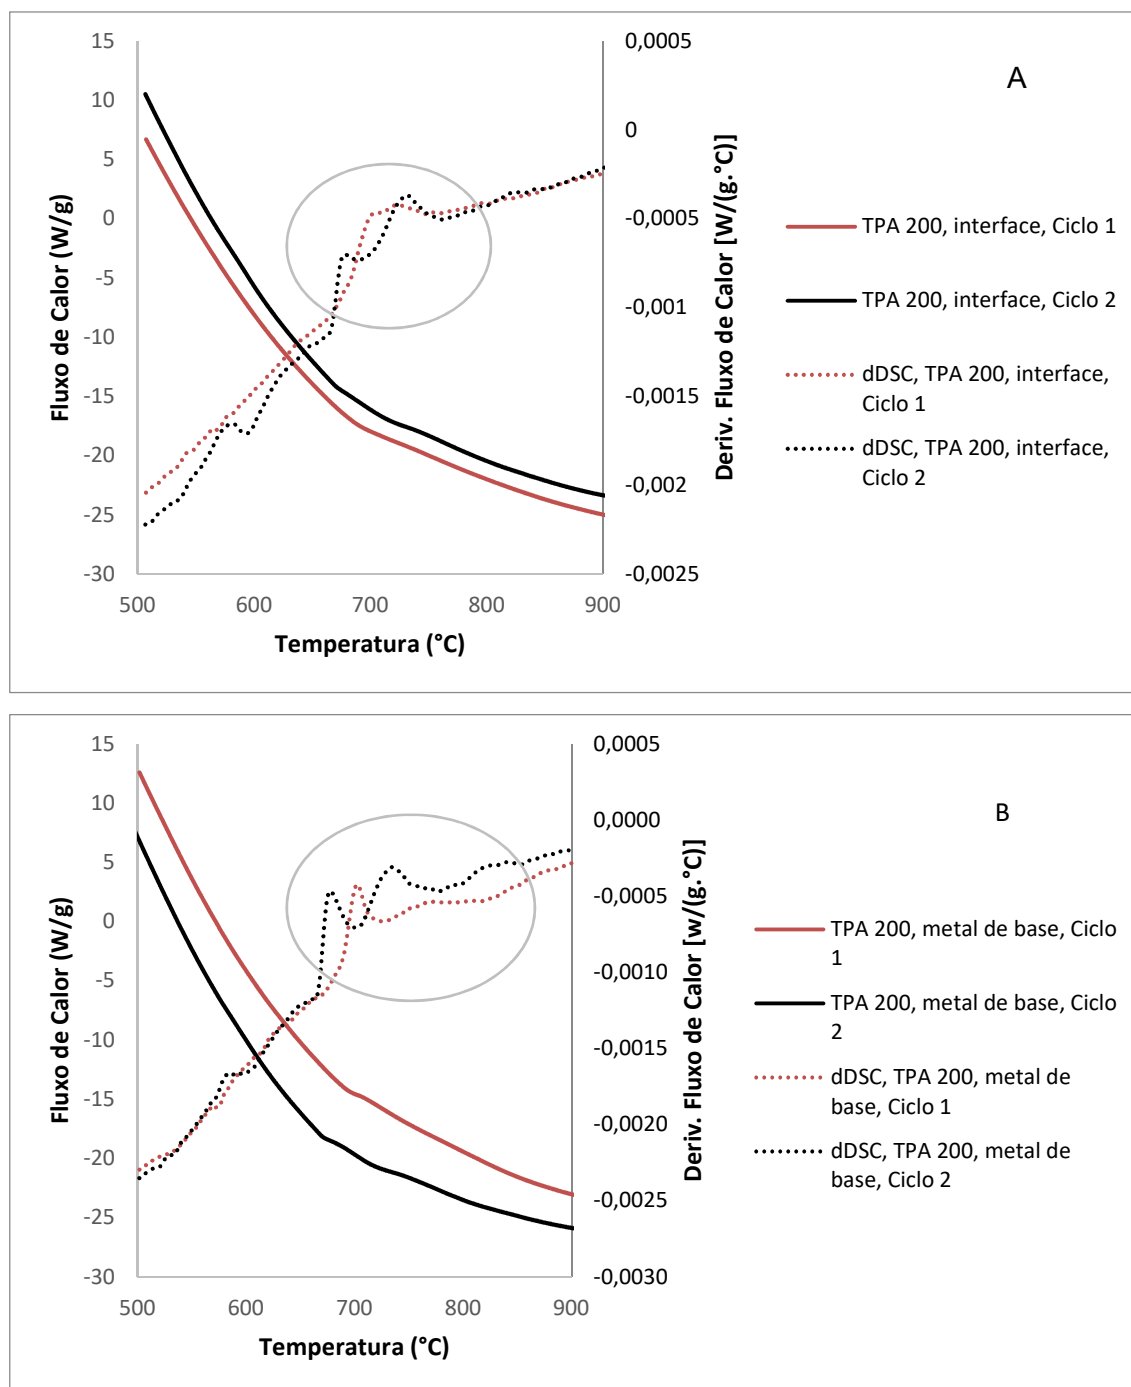 A
15
10
5
0
-5
-10
-15
-20
-25
-30
Fluxo de Calor (W/g)
500
600
700
800
900
Temperatura (°C)
0,0005
0
-0,0005
-0,001
-0,0015
-0,002
-0,0025
Deriv. Fluxo de Calor [W/(g.°C)]
TPA 200, interface, Ciclo 1
TPA 200, interface, Ciclo 2
dDSC, TPA 200, interface,
Ciclo 1
dDSC, TPA 200, interface,
Ciclo 2
B
15
10
5
0
-5
-10
-15
-20
-25
-30
Fluxo de Calor (W/g)
500
600
700
800
900
Temperatura (°C)
0,0005
0,0000
-0,0005
-0,0010
-0,0015
-0,0020
-0,0025
-0,0030
Deriv. Fluxo de Calor [w/(g.°C)]
TPA 200, metal de base, Ciclo
1
TPA 200, metal de base, Ciclo
2
dDSC, TPA 200, metal de
base, Ciclo 1
dDSC, TPA 200, metal de
base, Ciclo 2